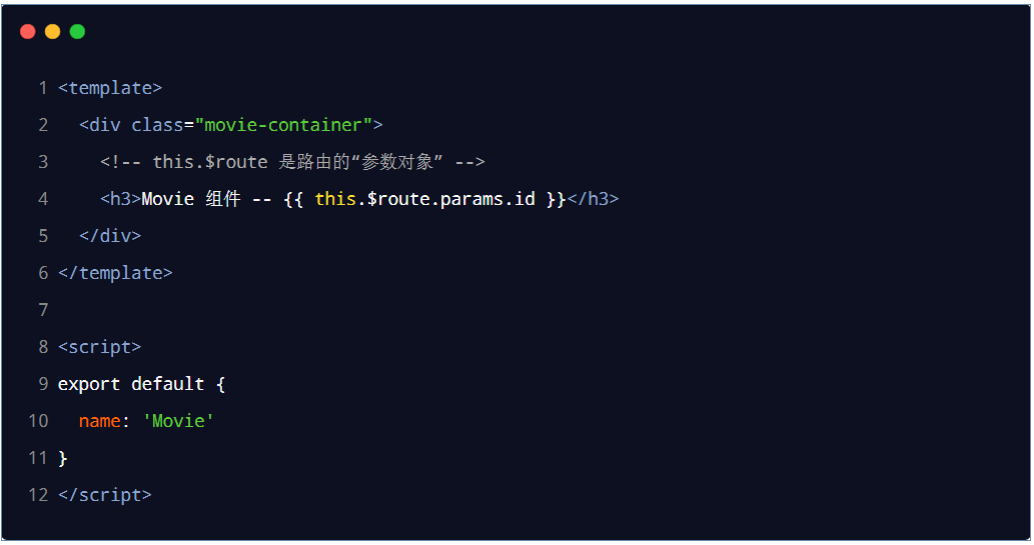 1 <template>
2   <div class="movie-container">
3     <!-- this.$route 是路由的“参数对象” -->
4     <h3>Movie 组件 -- {{ this.$route.params.id }}</h3>
5   </div>
6 </template>
7
8 <script>
9 export default {
10   name: 'Movie'
11 }
12 </script>